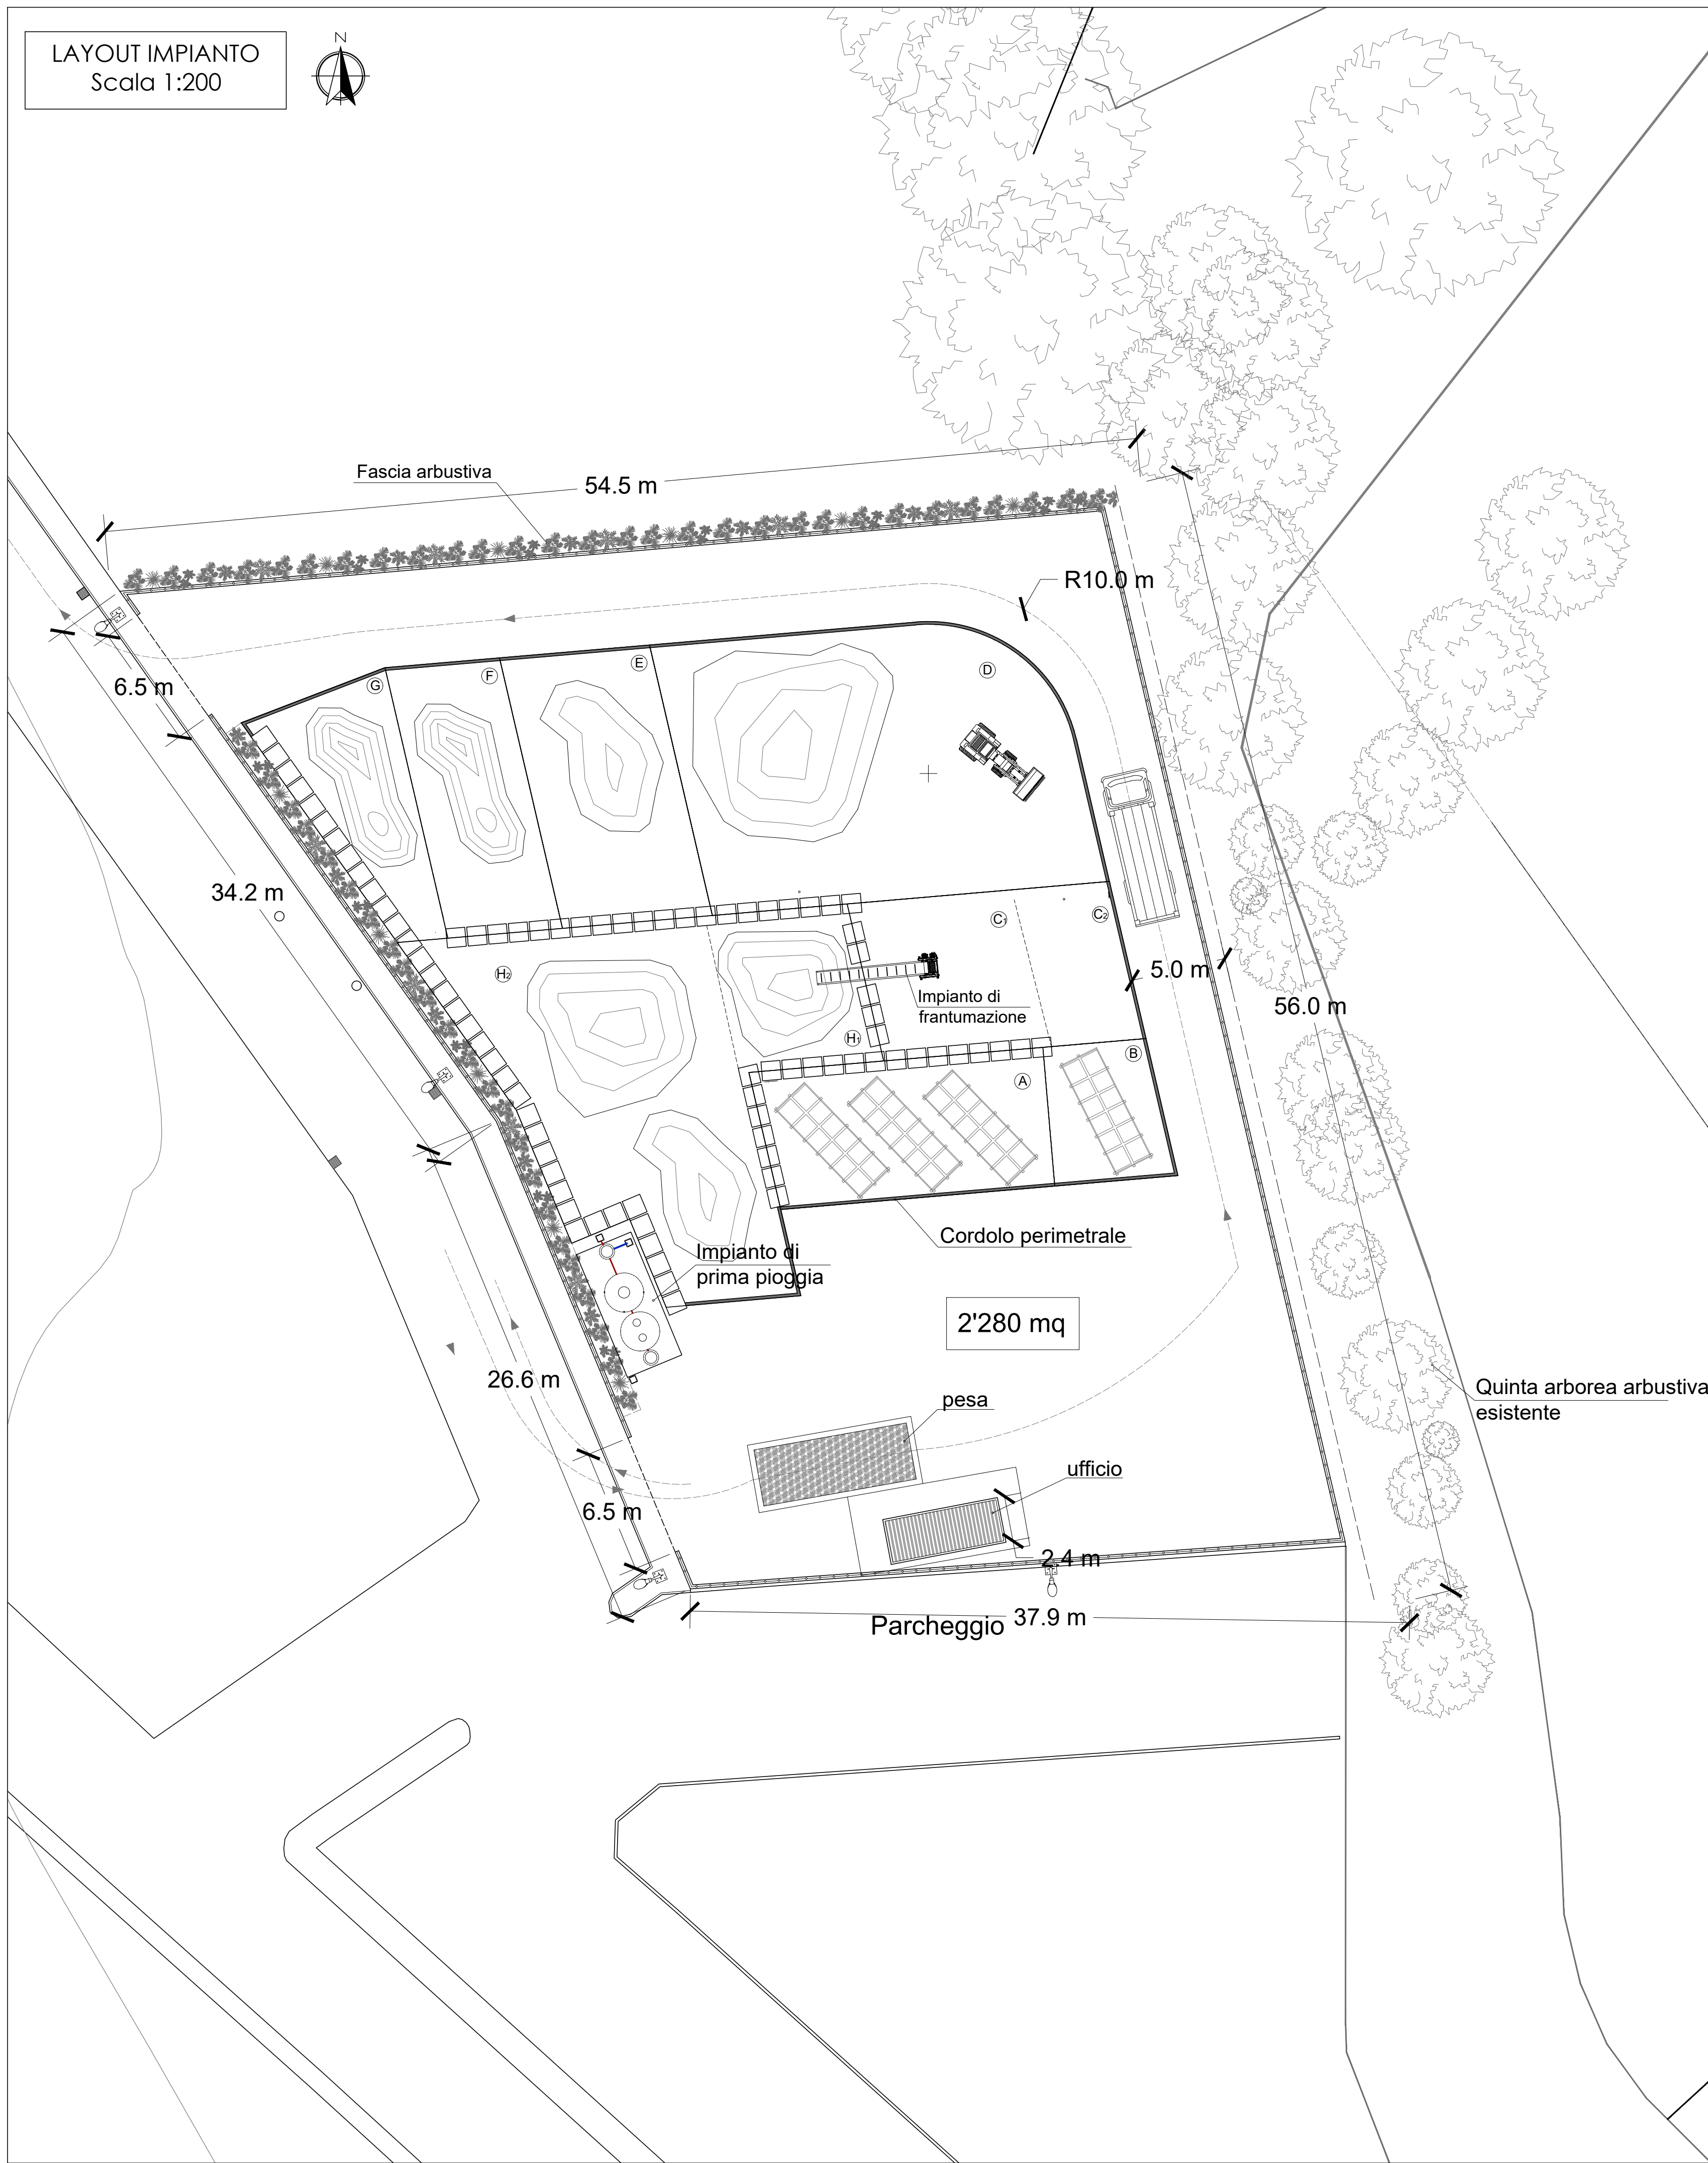 LAYOUT IMPIANTO
Scala 1:200
N
Fascia arbustiva
54.5 m
R10.0 m
6.5 m
G
F
E
D
34.2 m
H2
C1
C2
5.0 m
56.0 m
Impianto di
frantumazione
H1
A
B
Cordolo perimetrale
Impianto di
prima pioggia
2'280 mq
26.6 m
pesa
Quinta arborea arbustiva
esistente
ufficio
6.5 m
2.4 m
Parcheggio
37.9 m